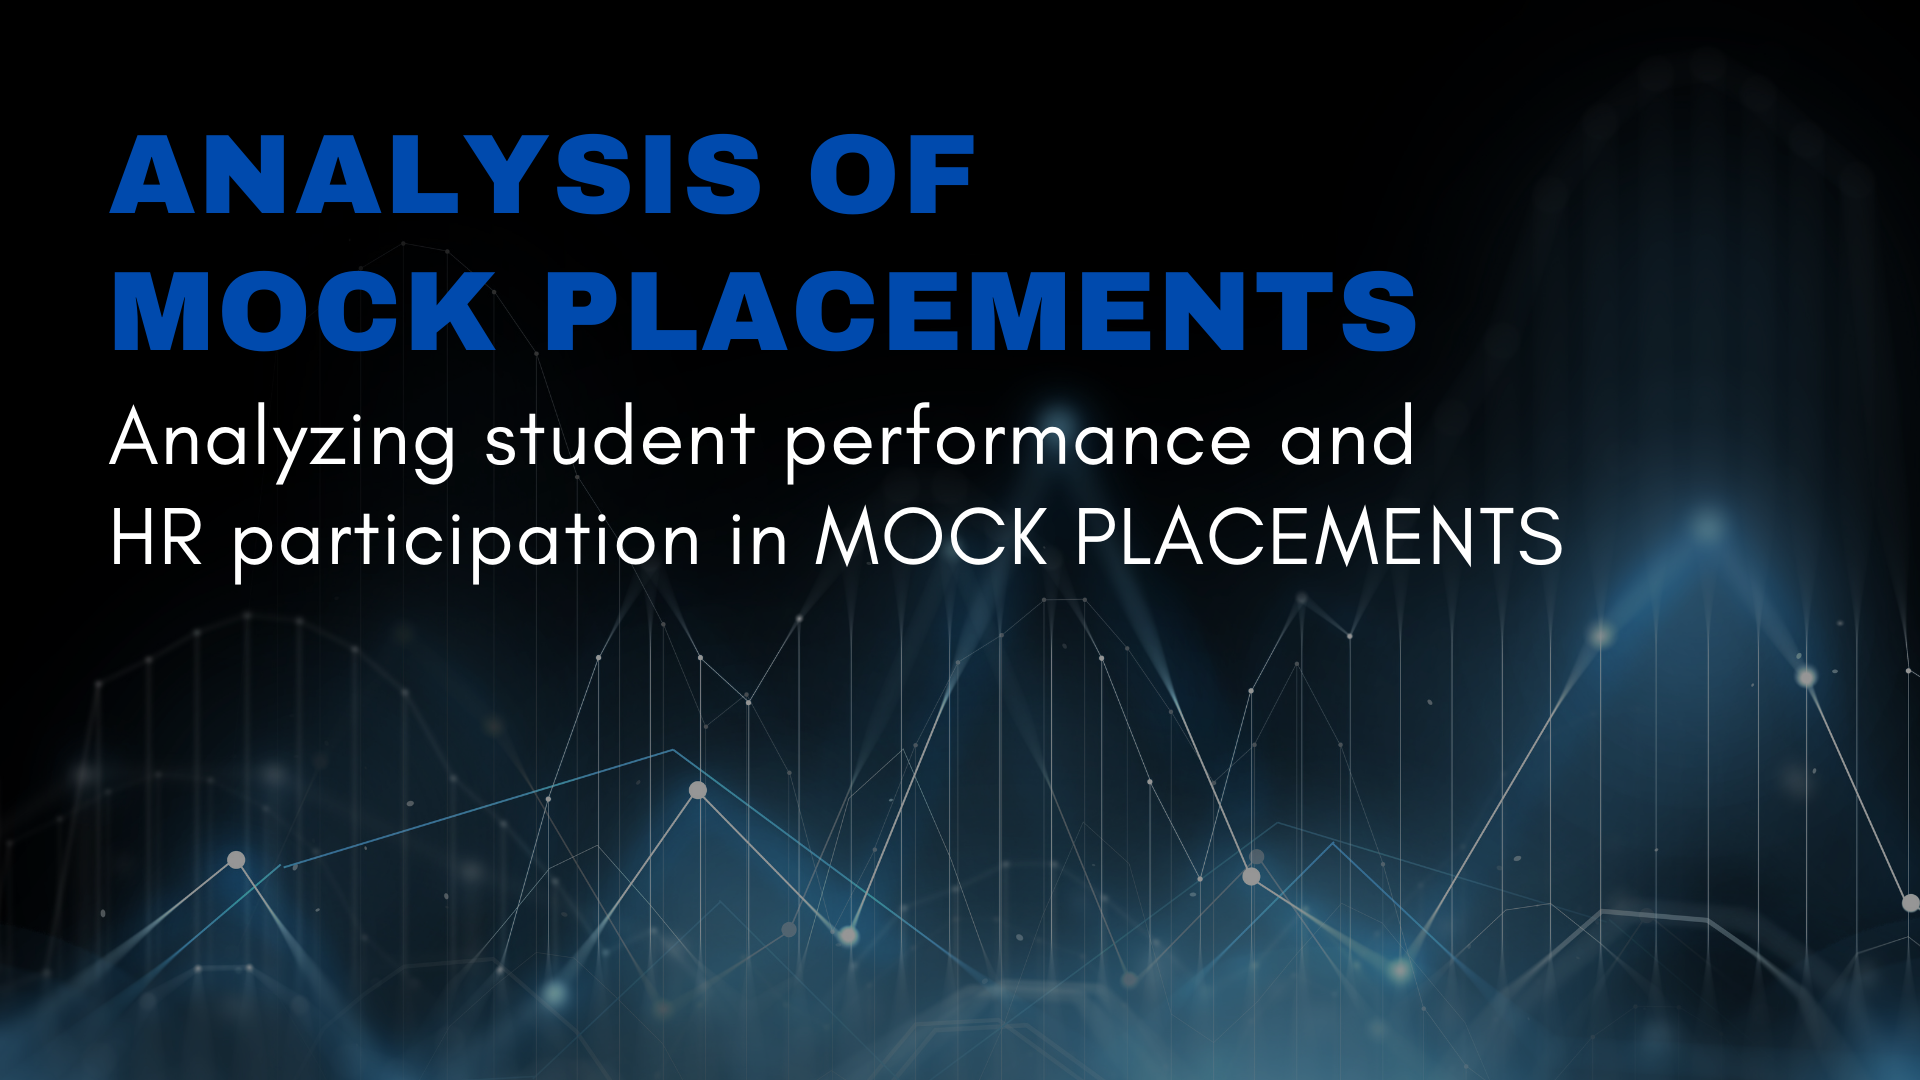 ANALYSIS OF
MOCK PLACEMENTS
Analyzing student performance and
HR participation in MOCK PLACEMENTS